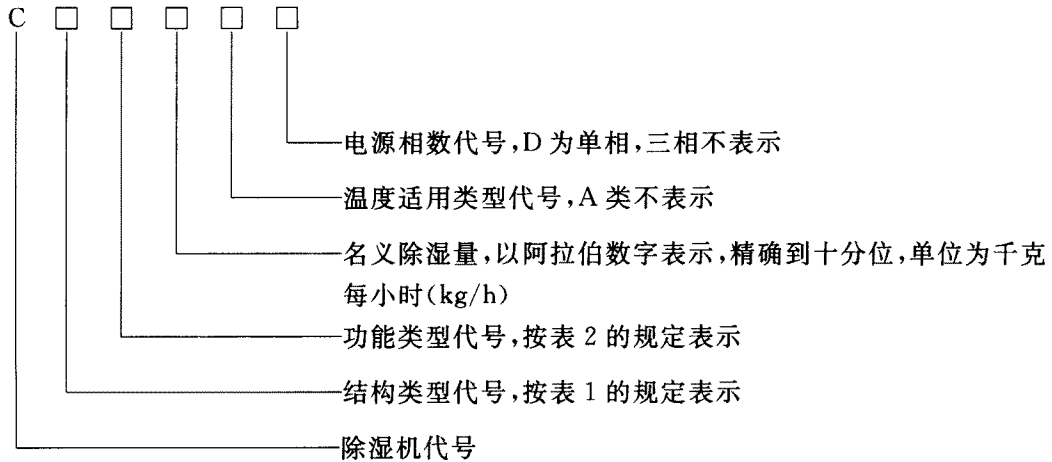 C □ □ □ □ □
电源相数代号,D 为单相,三相不表示
温度适用类型代号,A 类不表示
名义除湿量,以阿拉伯数字表示,精确到十分位,单位为千克
每小时(kg/h)
功能类型代号,按表 2 的规定表示
结构类型代号,按表 1 的规定表示
除湿机代号